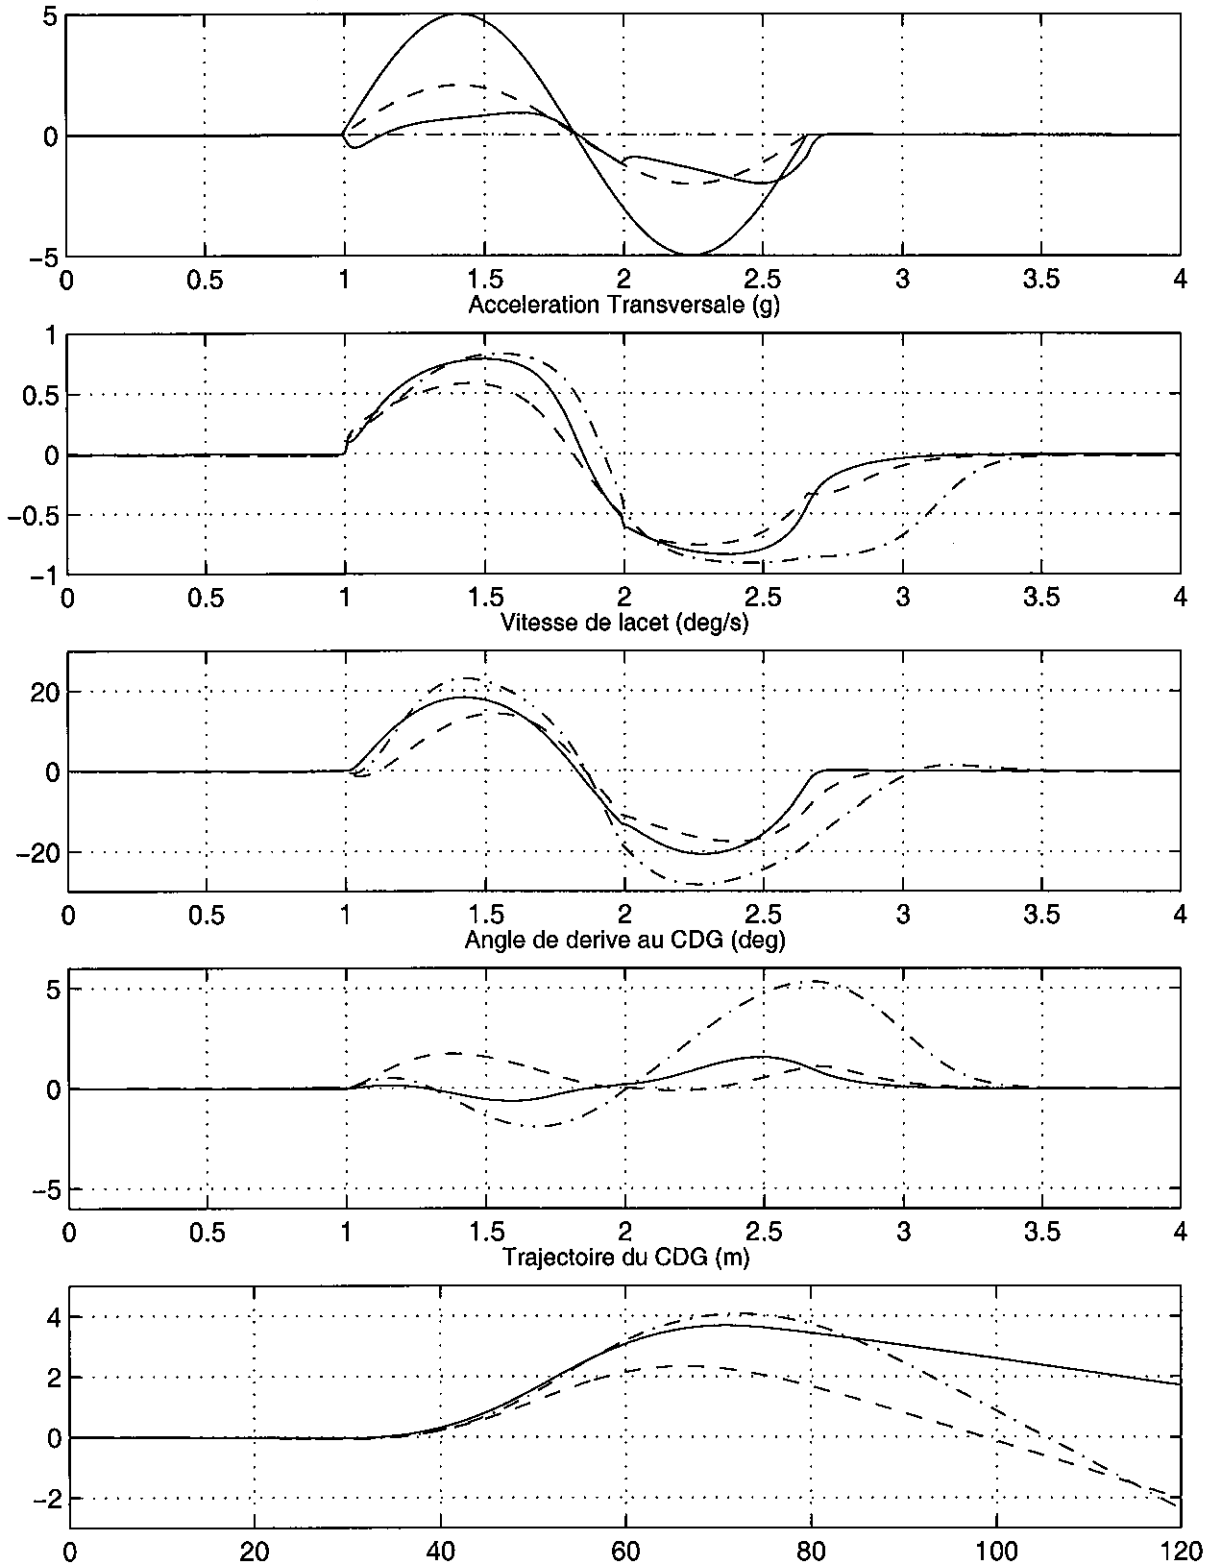 5
0
−5
0 0.5 1 1.5 2 2.5 3 3.5 4
Acceleration Transversale (g)
1
0.5
0
−0.5
−1
0 0.5 1 1.5 2 2.5 3 3.5 4
Vitesse de lacet (deg/s)
20
0
−20
0 0.5 1 1.5 2 2.5 3 3.5 4
Angle de derive au CDG (deg)
5
0
−5
0 0.5 1 1.5 2 2.5 3 3.5 4
Trajectoire du CDG (m)
4
2
0
−2
0 20 40 60 80 100 120